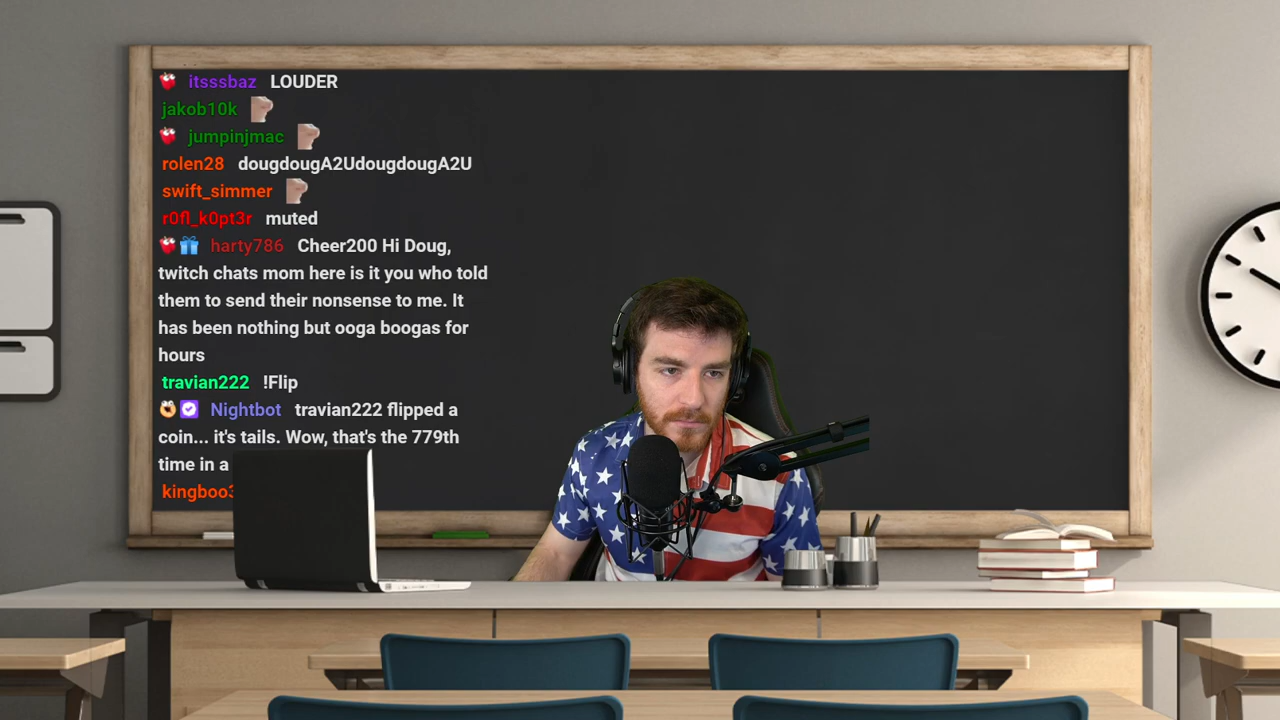 itsssbaz LOUDER
jakob10k
jumpinjmac
rolen28 dougdougA2UdougdougA2U
swift_simmer
r0fl_k0pt3r muted
harty786 Cheer200 Hi Doug,
twitch chats mom here is it you who told
them to send their nonsense to me. It
has been nothing but ooga boogas for
hours
travian222 !Flip
Nightbot travian222 flipped a
coin... it's tails. Wow, that's the 779th
time in a